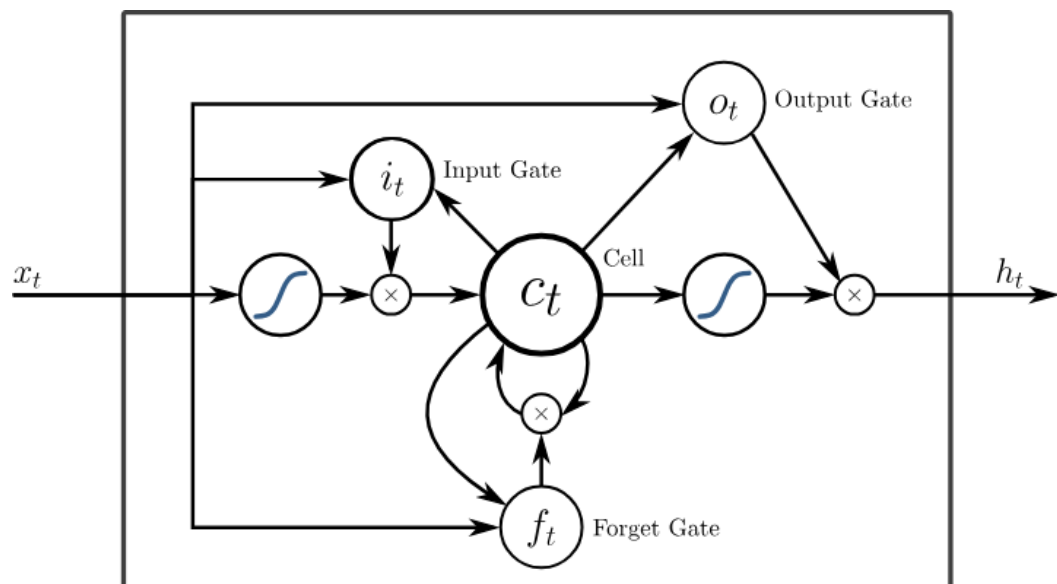 o_t Output Gate
i_t Input Gate
x_t
×
c_t
Cell
×
h_t
×
f_t Forget Gate